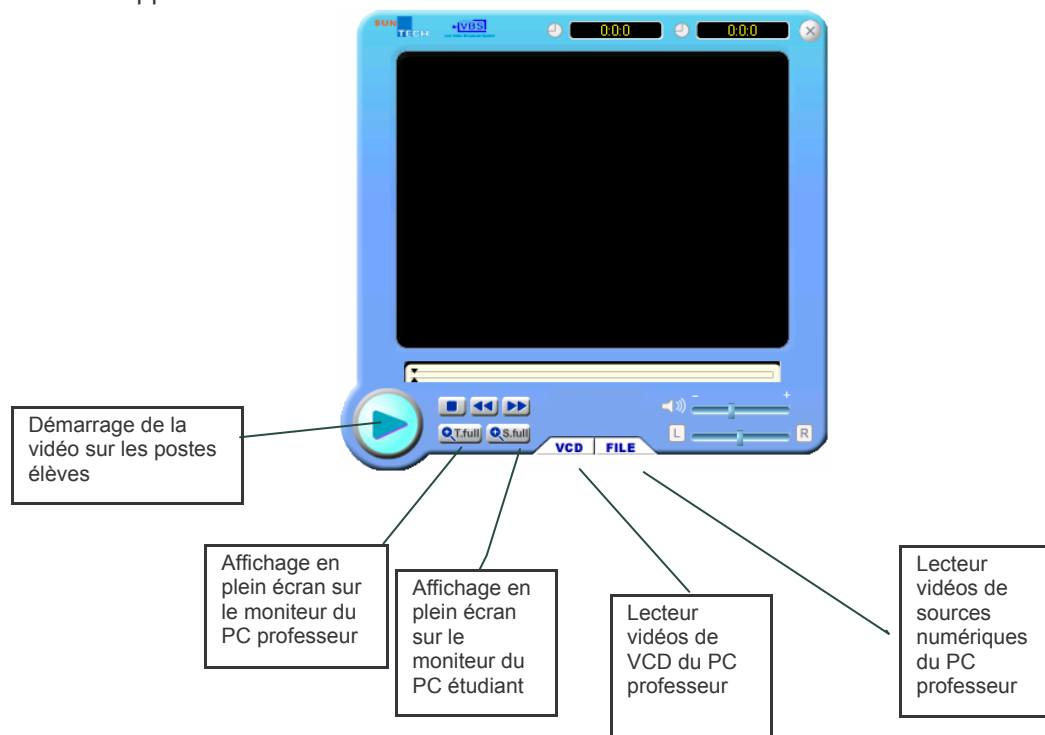 SUN
TECH
VBS
0:0:0
0:0:0
- +
L R
T.full S.full
VCD FILE
Démarrage de la
vidéo sur les postes
élèves
Affichage en
plein écran sur
le moniteur du
PC professeur
Affichage en
plein écran
sur le
moniteur du
PC étudiant
Lecteur
vidéos de
VCD du PC
professeur
Lecteur
vidéos de
sources
numériques
du PC
professeur